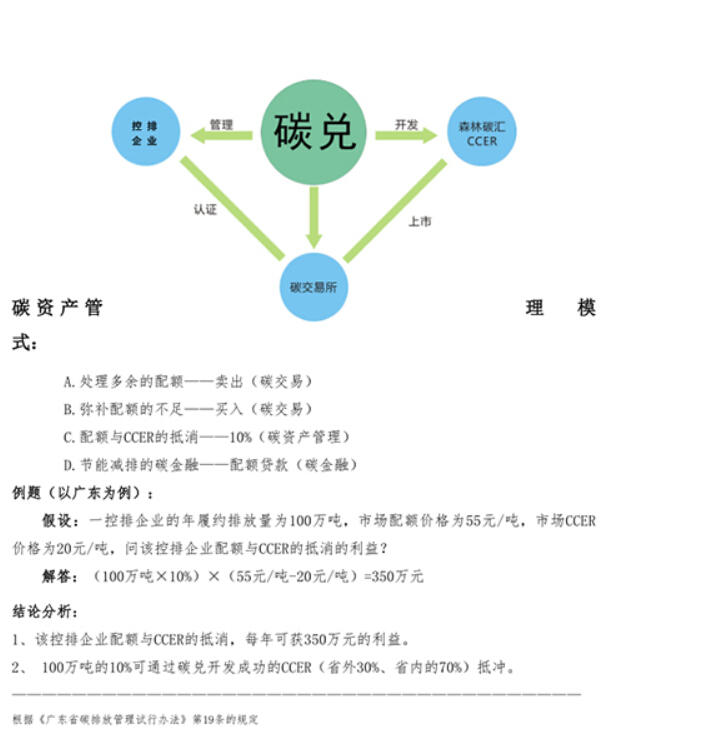 碳兑
控排
企业
管理
开发
森林碳汇
CCER
认证
上市
碳交易所
碳资产管理模
式：
A.处理多余的配额——卖出（碳交易）
B.弥补配额的不足——买入（碳交易）
C.配额与CCER的抵消——10%（碳资产管理）
D.节能减排的碳金融——配额贷款（碳金融）
例题（以广东为例）：
假设：一控排企业的年履约排放量为100万吨，市场配额价格为55元/吨，市场CCER
价格为20元/吨，问该控排企业配额与CCER的抵消的利益？
解答：（100万吨×10%）×（55元/吨-20元/吨）=350万元
结论分析：
1、该控排企业配额与CCER的抵消，每年可获350万元的利益。
2、 100万吨的10%可通过碳兑开发成功的CCER（省外30%、省内的70%）抵冲。
根据《广东省碳排放管理试行办法》第19条的规定